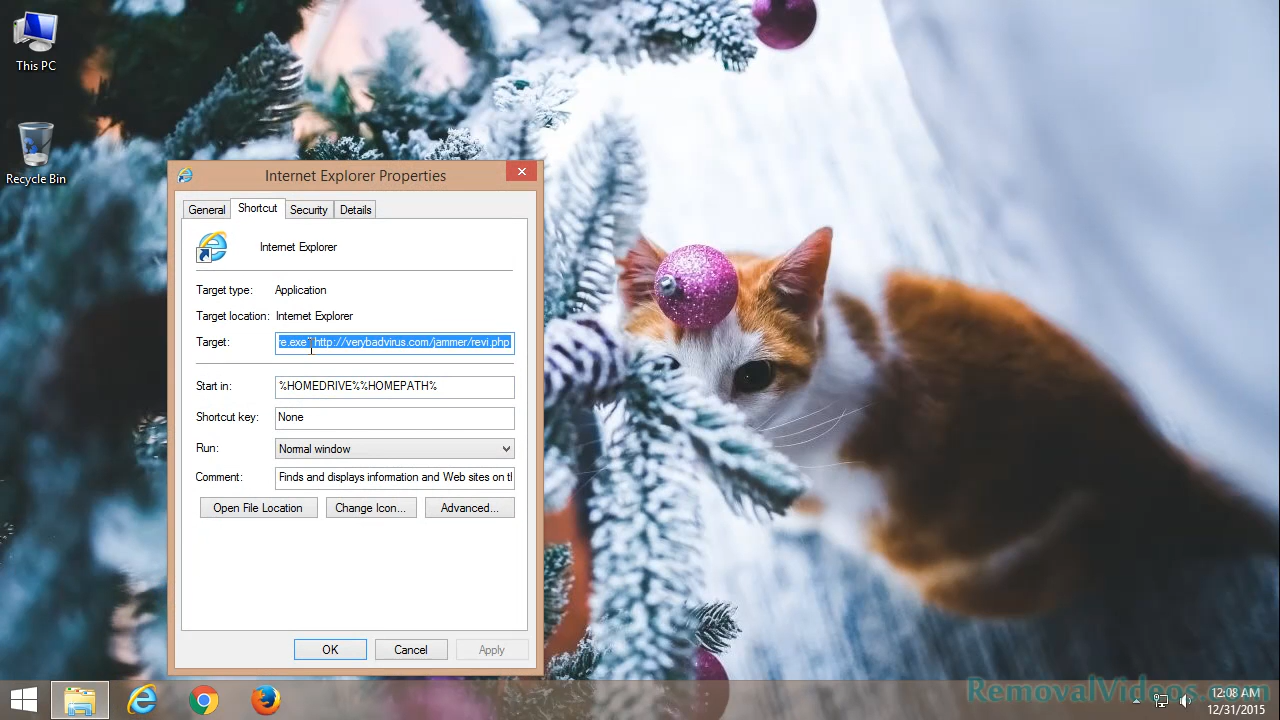 This PC
Recycle Bin
Internet Explorer Properties
General
Shortcut
Security
Details
Internet Explorer
Target type: Application
Target location: Internet Explorer
Target: re.exe" http://verybadvirus.com/jammer/revi.php
Start in: %HOMEDRIVE%%HOMEPATH%
Shortcut key: None
Run: Normal window
Comment: Finds and displays information and Web sites on tl
Open File Location
Change Icon...
Advanced...
OK
Cancel
Apply
RemovalVideos.com
12:08 AM
12/31/2015